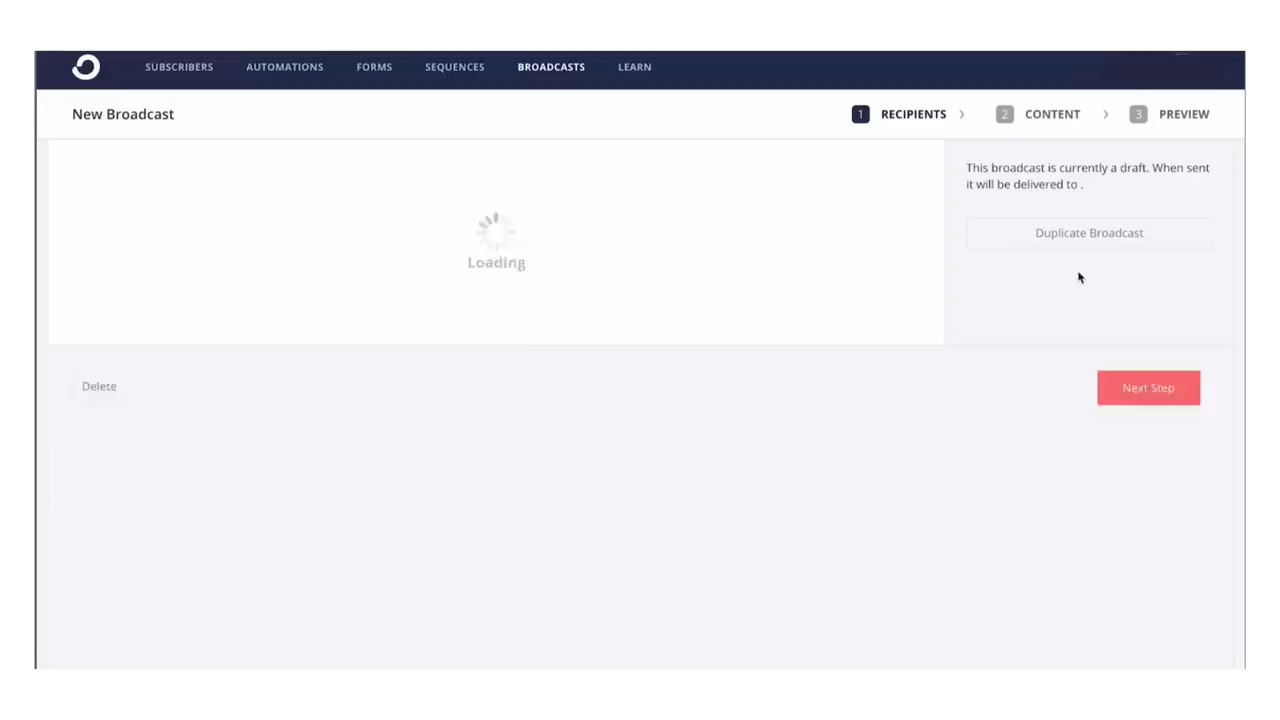 SUBSCRIBERS AUTOMATIONS FORMS SEQUENCES BROADCASTS LEARN
New Broadcast
1 RECIPIENTS > 2 CONTENT > 3 PREVIEW
This broadcast is currently a draft. When sent
it will be delivered to .
Duplicate Broadcast
Loading
Delete
Next Step